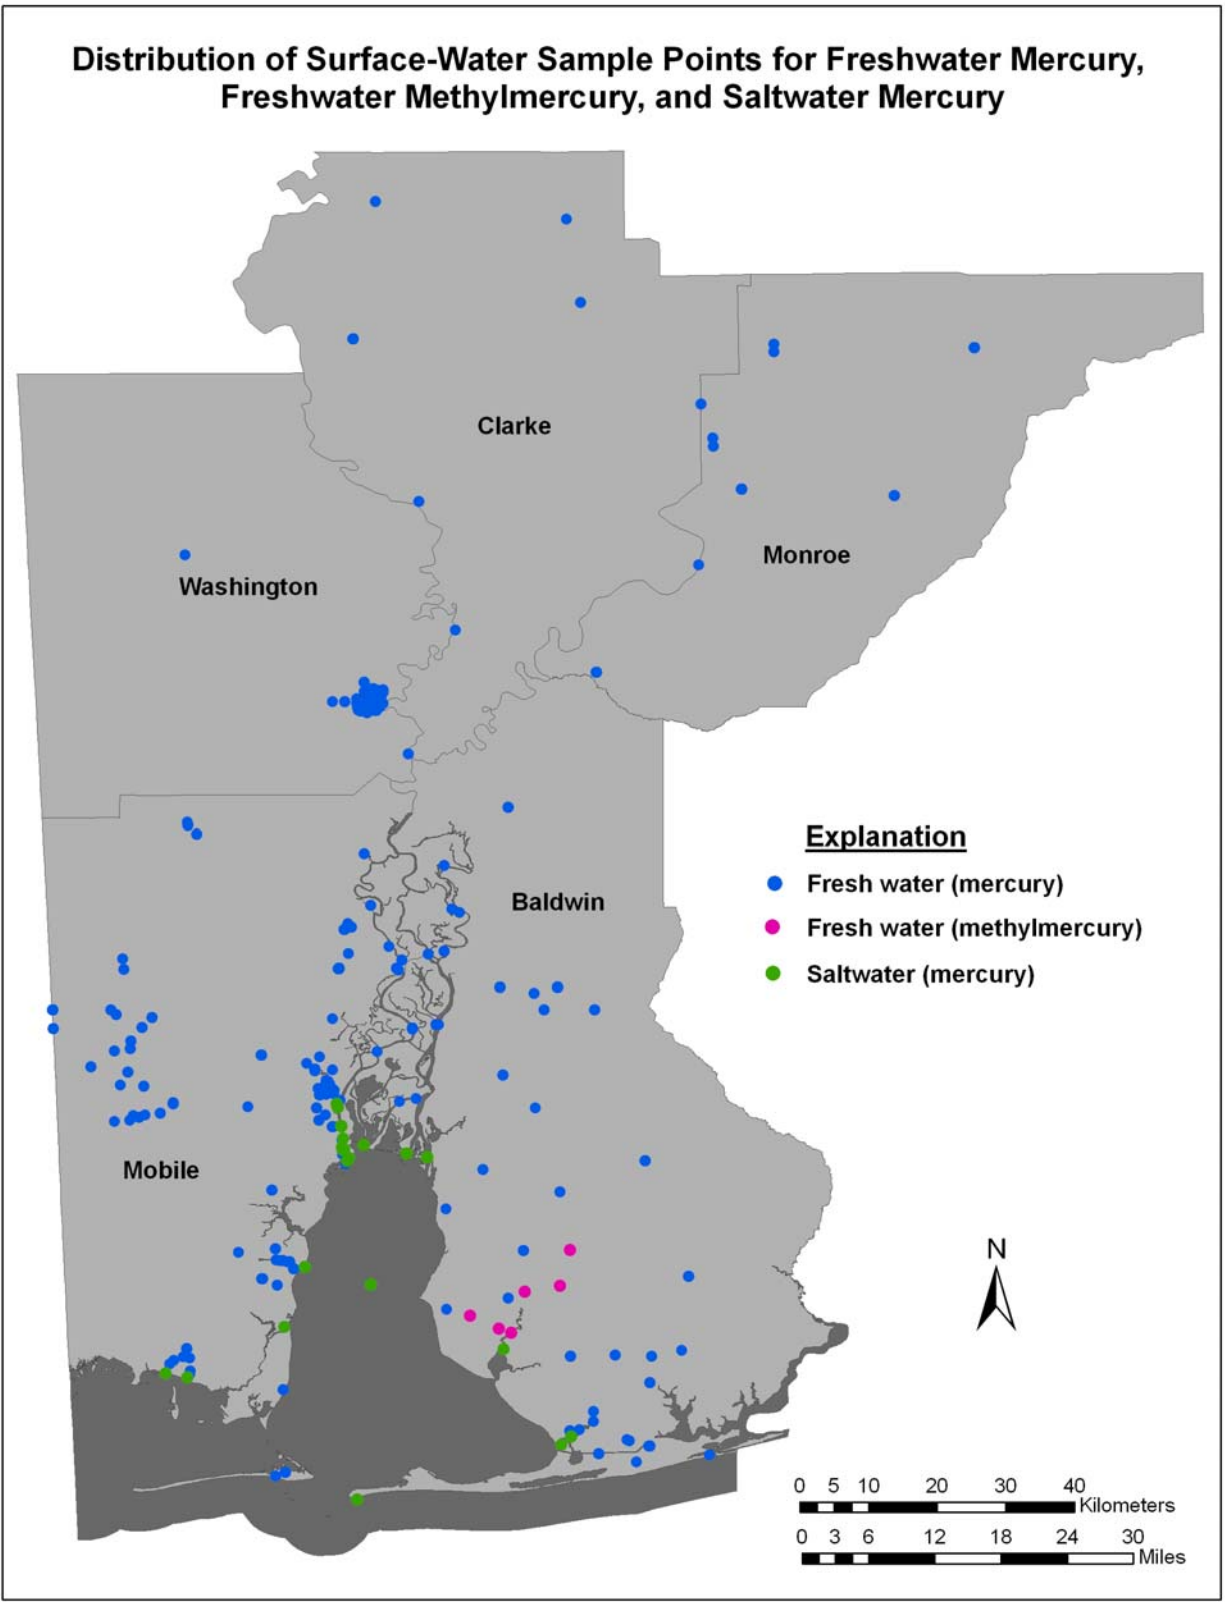 Distribution of Surface-Water Sample Points for Freshwater Mercury,
Freshwater Methylmercury, and Saltwater Mercury
Clarke
Monroe
Washington
Explanation
Fresh water (mercury)
Baldwin
Fresh water (methylmercury)
Saltwater (mercury)
Mobile
N
0 5 10 20 30 40
Kilometers
0 3 6 12 18 24 30
Miles